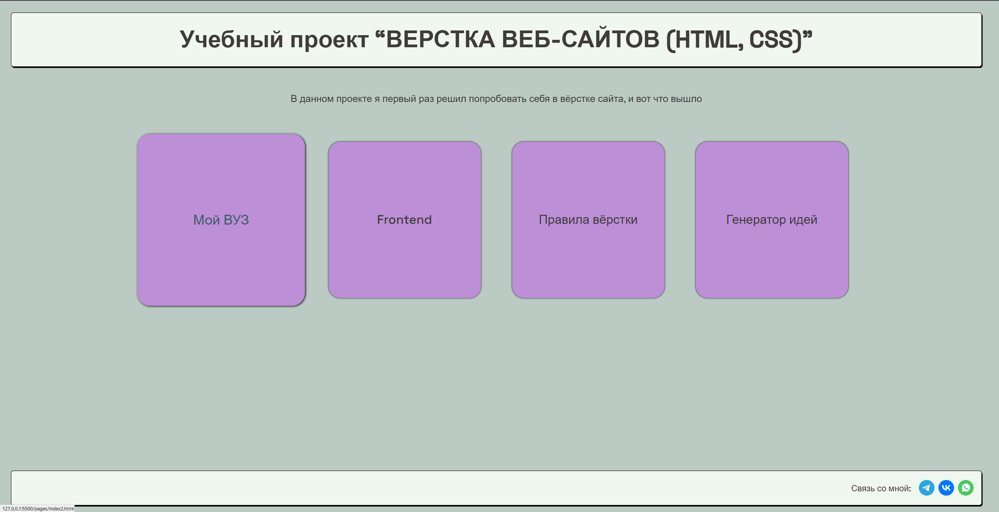 Учебный проект “ВЕРСТКА ВЕБ-САЙТОВ (HTML, CSS)”
В данном проекте я первый раз решил попробовать себя в вёрстке сайта, и вот что вышло
Мой ВУЗ
Frontend
Правила вёрстки
Генератор идей
Связь со мной:
127.0.0.1:5500/pages/index2.html